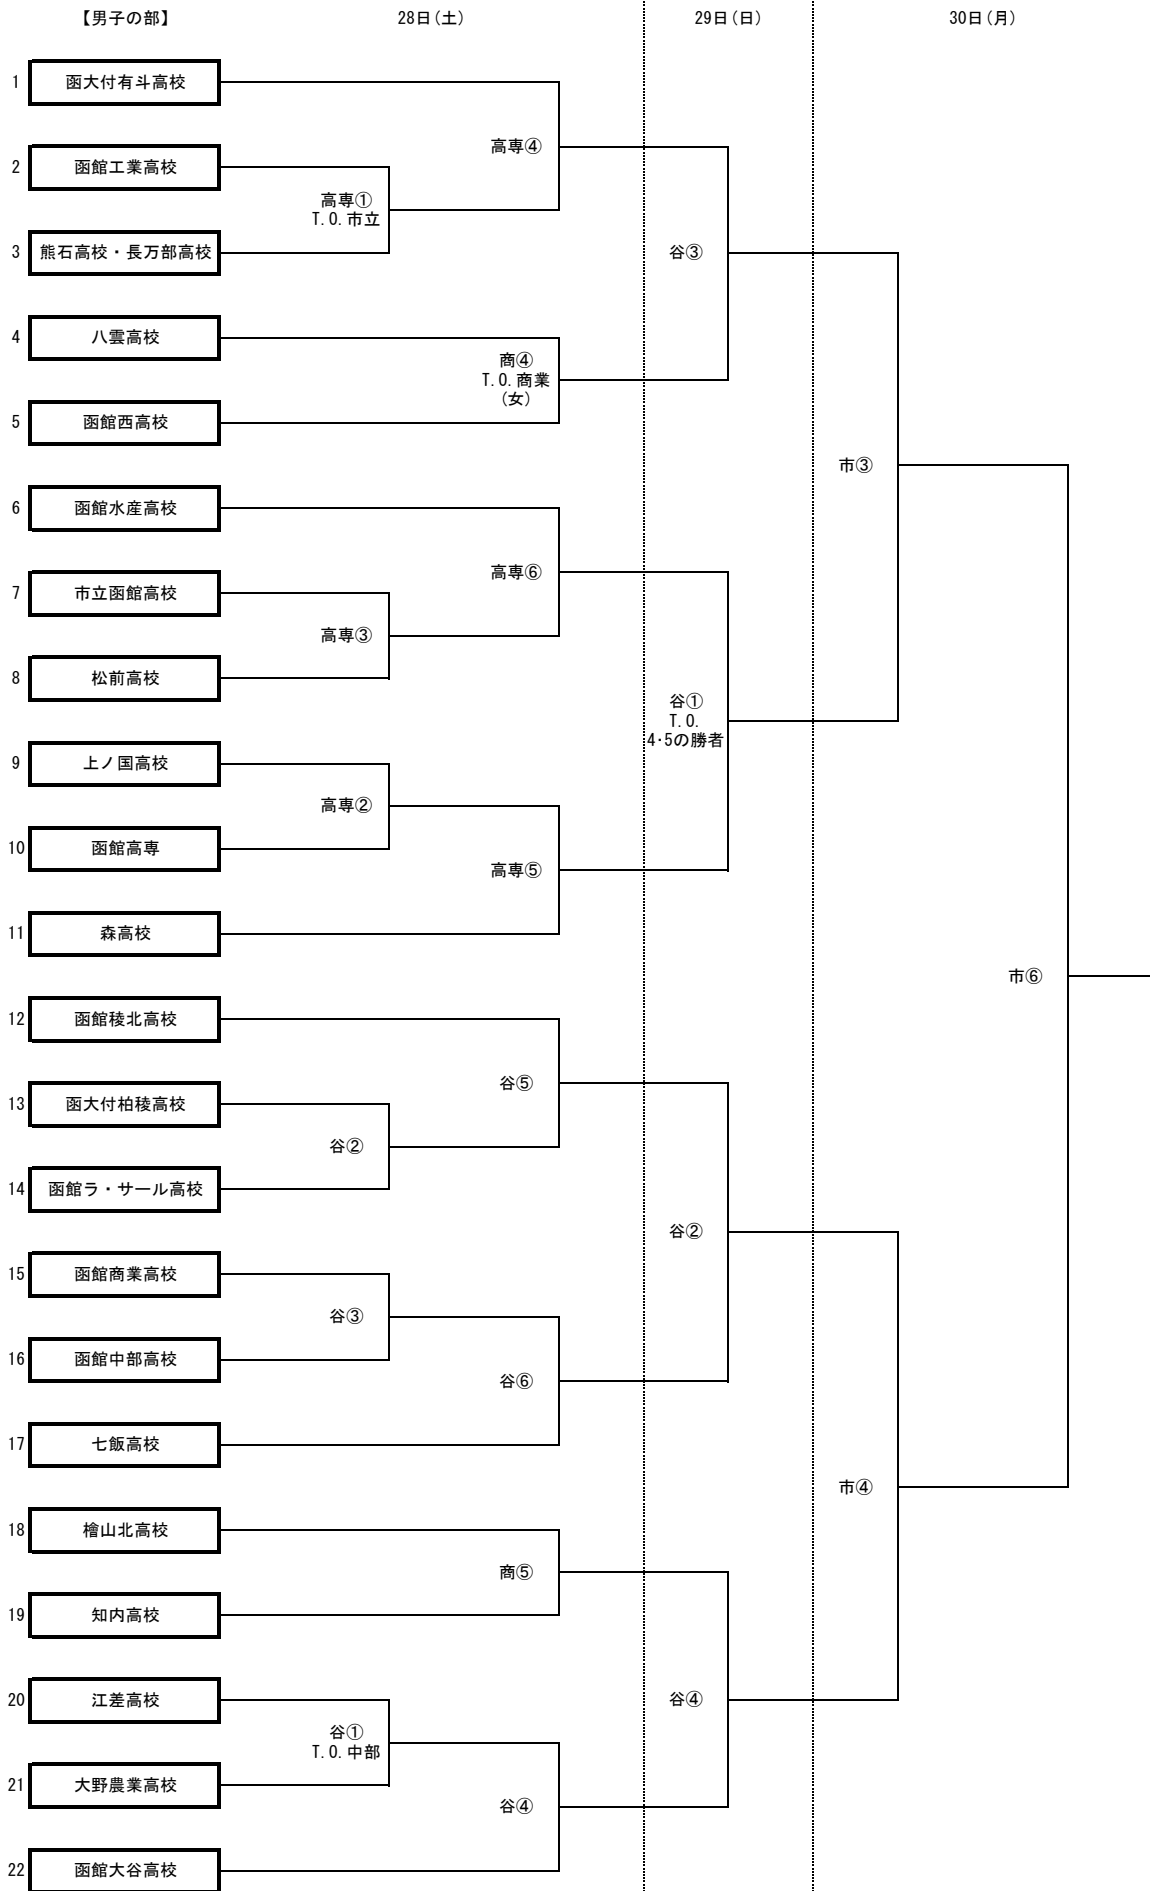 【男子の部】 28日(土) 29日(日) 30日(月)
1 函大付有斗高校
高専④
2 函館工業高校
高専①
T.O.市立
3 熊石高校・長万部高校
谷③
4 八雲高校
商④
T.O.商業
(女)
5 函館西高校
市③
6 函館水産高校
高専⑥
7 市立函館高校
高専③
8 松前高校
谷①
T.O.
4･5の勝者
9 上ノ国高校
高専②
10 函館高専
高専⑤
11 森高校
市⑥
12 函館稜北高校
谷⑤
13 函大付柏稜高校
谷②
14 函館ラ・サール高校
谷②
15 函館商業高校
谷③
16 函館中部高校
谷⑥
17 七飯高校
市④
18 檜山北高校
商⑤
19 知内高校
20 江差高校
谷④
谷①
T.O.中部
21 大野農業高校
谷④
22 函館大谷高校